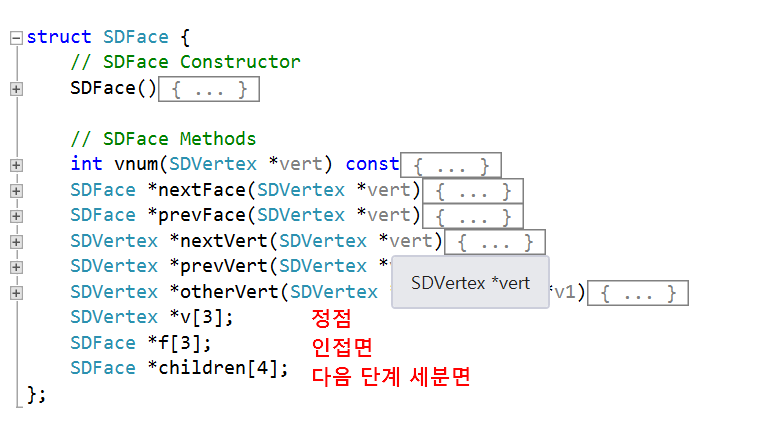 struct SDFace {
// SDFace Constructor
SDFace(){ ... }
// SDFace Methods
int vnum(SDVertex *vert) const{ ... }
SDFace *nextFace(SDVertex *vert){ ... }
SDFace *prevFace(SDVertex *vert){ ... }
SDVertex *nextVert(SDVertex *vert){ ... }
SDVertex *prevVert(SDVertex *
SDVertex *vert
SDVertex *otherVert(SDVertex *v1){ ... }
SDVertex *v[3]; 정점
SDFace *f[3]; 인접면
SDFace *children[4]; 다음 단계 세분면
};